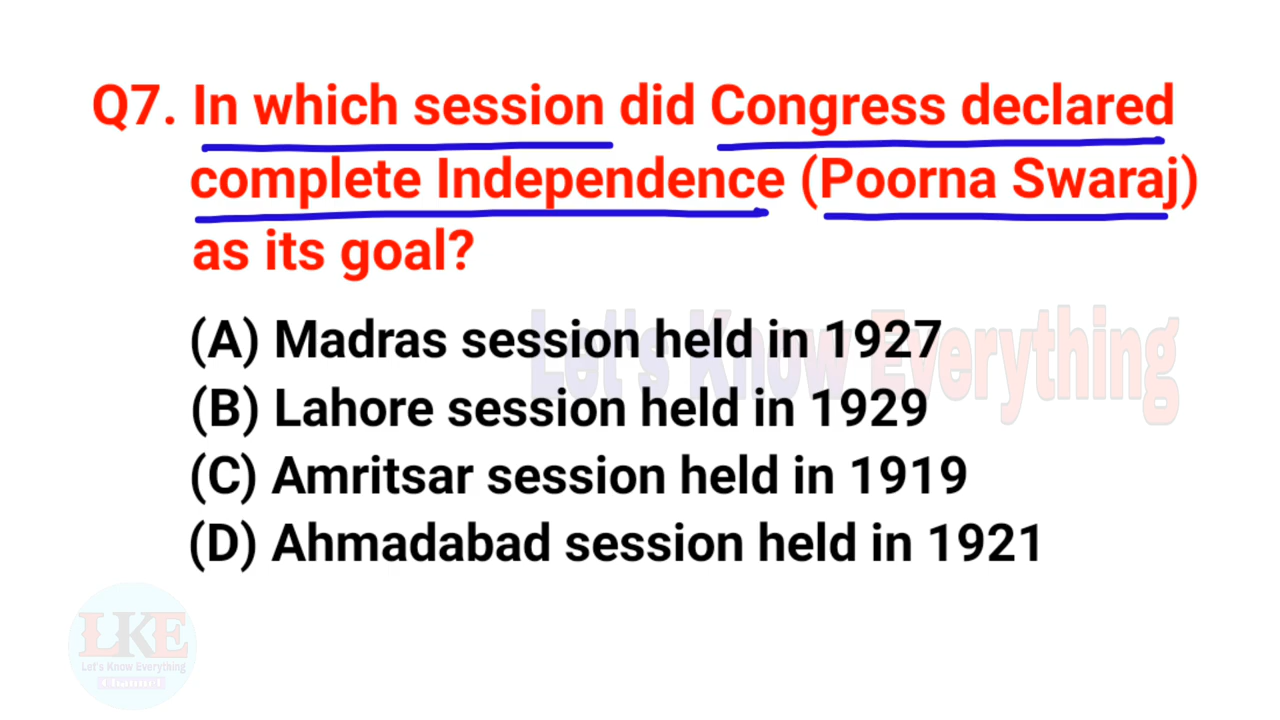 Q7. In which session did Congress declared
complete Independence (Poorna Swaraj)
as its goal?
(A) Madras session held in 1927
Let's Know Everything
(B) Lahore session held in 1929
(C) Amritsar session held in 1919
(D) Ahmadabad session held in 1921
LKE
Let's Know Everything
Channel